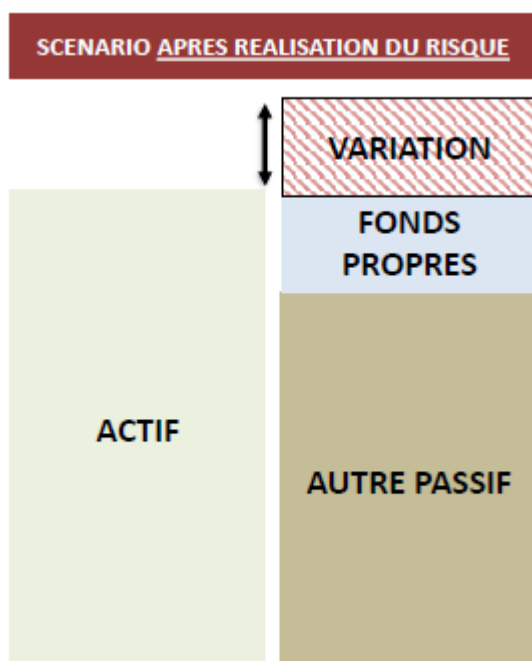 SCENARIO APRES REALISATION DU RISQUE
VARIATION
FONDS
PROPRES
ACTIF
AUTRE PASSIF